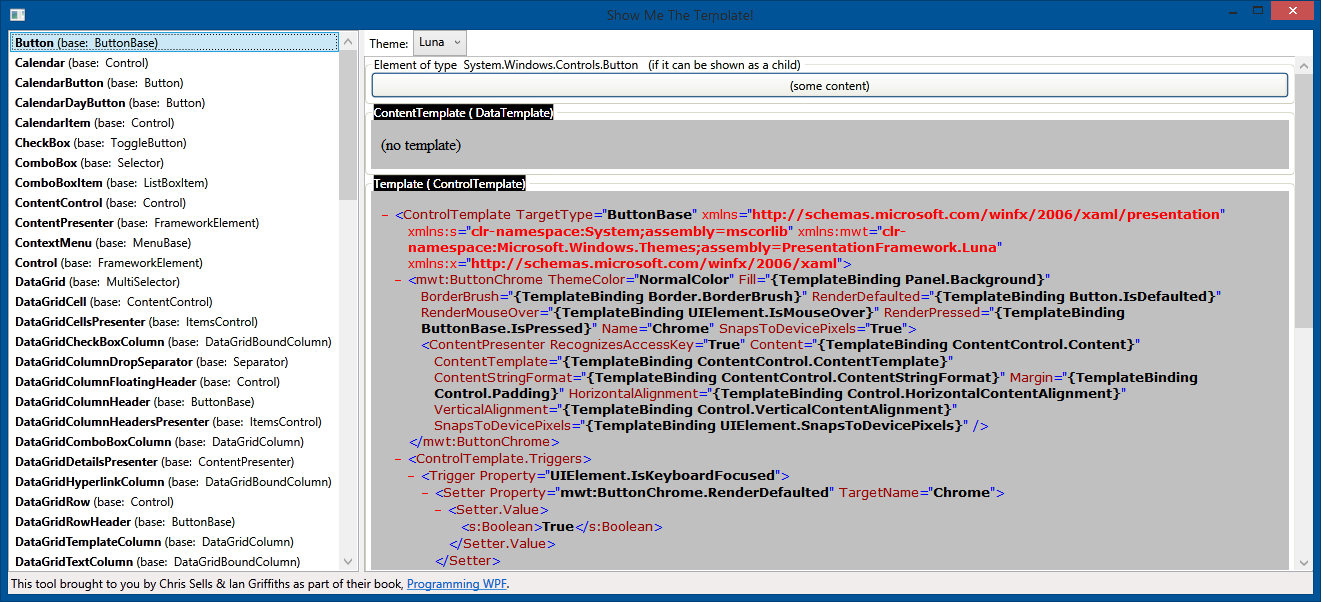 Show Me The Template!
Button (base: ButtonBase)
Calendar (base: Control)
CalendarButton (base: Button)
CalendarDayButton (base: Button)
CalendarItem (base: Control)
CheckBox (base: ToggleButton)
ComboBox (base: Selector)
ComboBoxItem (base: ListBoxItem)
ContentControl (base: Control)
ContentPresenter (base: FrameworkElement)
ContextMenu (base: MenuBase)
Control (base: FrameworkElement)
DataGrid (base: MultiSelector)
DataGridCell (base: ContentControl)
DataGridCellsPresenter (base: ItemsControl)
DataGridCheckBoxColumn (base: DataGridBoundColumn)
DataGridColumnDropSeparator (base: Separator)
DataGridColumnFloatingHeader (base: Control)
DataGridColumnHeader (base: ButtonBase)
DataGridColumnHeadersPresenter (base: ItemsControl)
DataGridComboBoxColumn (base: DataGridColumn)
DataGridDetailsPresenter (base: ContentPresenter)
DataGridHyperlinkColumn (base: DataGridBoundColumn)
DataGridRow (base: Control)
DataGridRowHeader (base: ButtonBase)
DataGridTemplateColumn (base: DataGridColumn)
DataGridTextColumn (base: DataGridBoundColumn)
Theme: Luna
Element of type System.Windows.Controls.Button (if it can be shown as a child)
(some content)
ContentTemplate ( DataTemplate)
(no template)
Template ( ControlTemplate)
– <ControlTemplate TargetType="ButtonBase" xmlns="http://schemas.microsoft.com/winfx/2006/xaml/presentation"
xmlns:s="clr-namespace:System;assembly=mscorlib" xmlns:mwt="clr-
namespace:Microsoft.Windows.Themes;assembly=PresentationFramework.Luna"
xmlns:x="http://schemas.microsoft.com/winfx/2006/xaml">
– <mwt:ButtonChrome ThemeColor="NormalColor" Fill="{TemplateBinding Panel.Background}"
BorderBrush="{TemplateBinding Border.BorderBrush}" RenderDefaulted="{TemplateBinding Button.IsDefaulted}"
RenderMouseOver="{TemplateBinding UIElement.IsMouseOver}" RenderPressed="{TemplateBinding
ButtonBase.IsPressed}" Name="Chrome" SnapsToDevicePixels="True">
<ContentPresenter RecognizesAccessKey="True" Content="{TemplateBinding ContentControl.Content}"
ContentTemplate="{TemplateBinding ContentControl.ContentTemplate}"
ContentStringFormat="{TemplateBinding ContentControl.ContentStringFormat}" Margin="{TemplateBinding
Control.Padding}" HorizontalAlignment="{TemplateBinding Control.HorizontalContentAlignment}"
VerticalAlignment="{TemplateBinding Control.VerticalContentAlignment}"
SnapsToDevicePixels="{TemplateBinding UIElement.SnapsToDevicePixels}" />
</mwt:ButtonChrome>
– <ControlTemplate.Triggers>
– <Trigger Property="UIElement.IsKeyboardFocused">
– <Setter Property="mwt:ButtonChrome.RenderDefaulted" TargetName="Chrome">
– <Setter.Value>
<s:Boolean>True</s:Boolean>
</Setter.Value>
</Setter>
This tool brought to you by Chris Sells & Ian Griffiths as part of their book, Programming WPF.